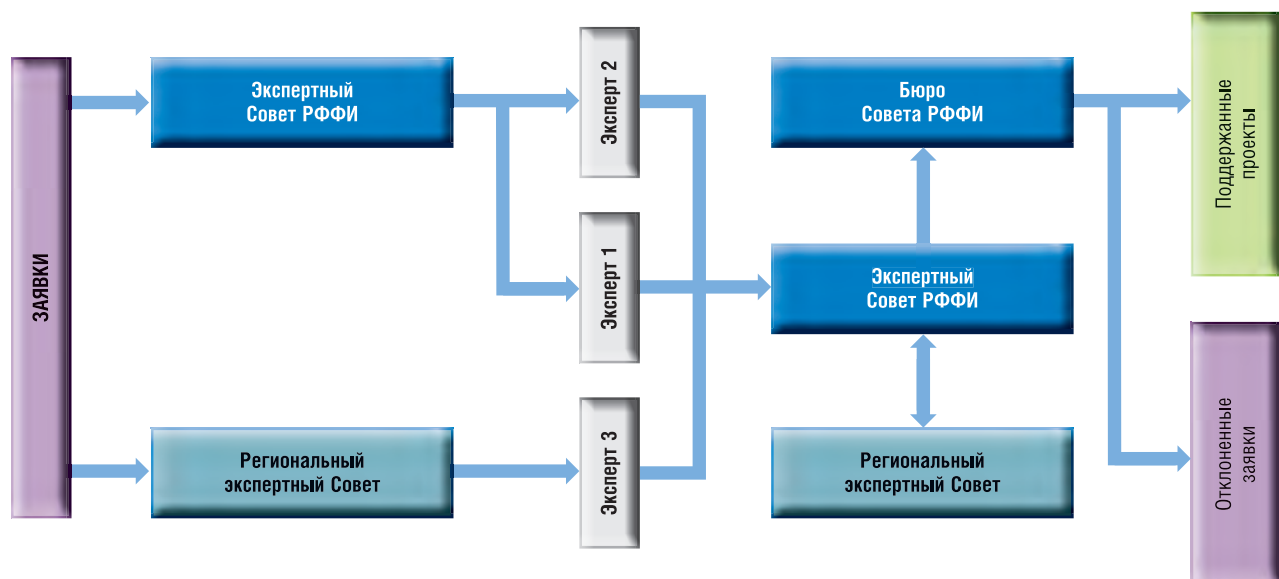 ЗАЯВКИ
Экспертный
Совет РФФИ
Региональный
экспертный Совет
Эксперт 2
Эксперт 1
Эксперт 3
Бюро
Совета РФФИ
Экспертный
Совет РФФИ
Региональный
экспертный Совет
Поддержанные
проекты
Отклоненные
заявки